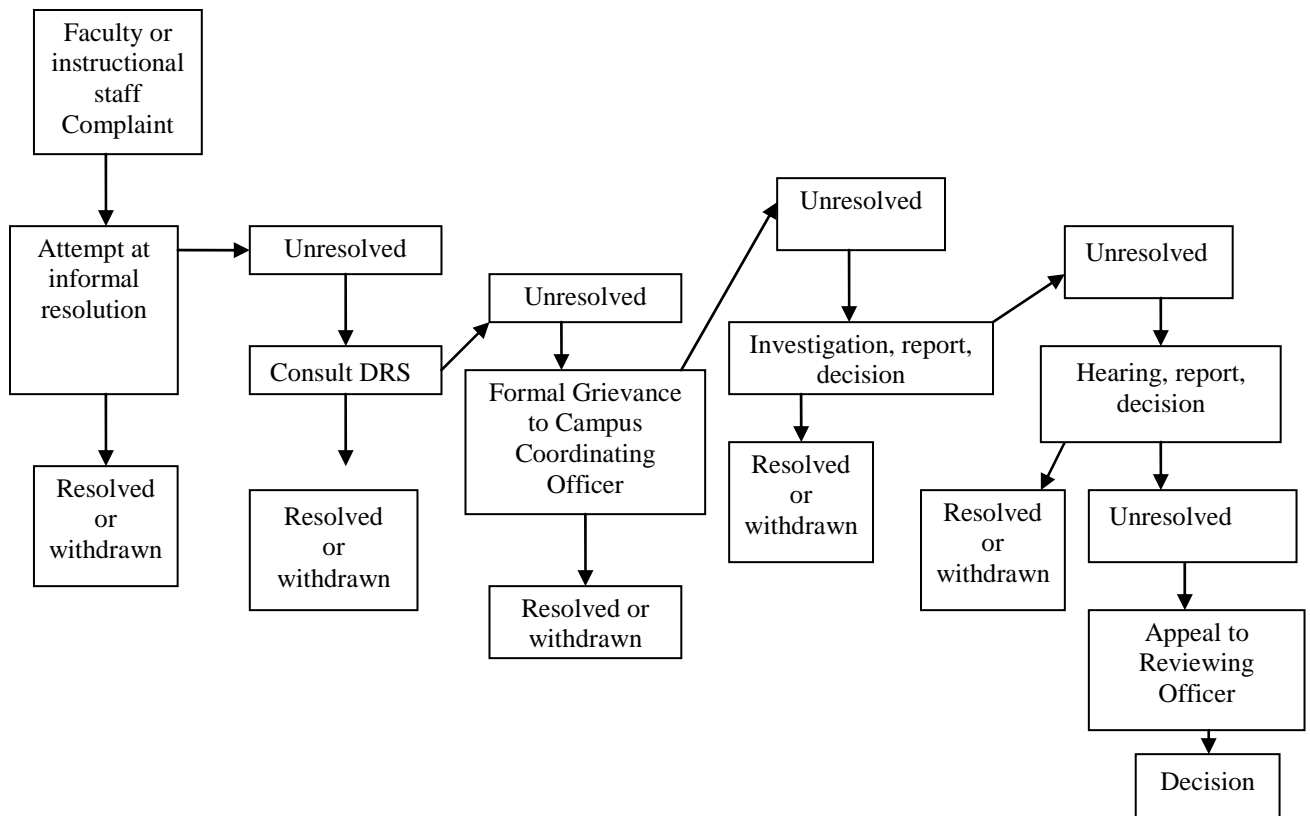 Faculty or
instructional
staff
Complaint
Attempt at
informal
resolution
Resolved
or
withdrawn
Unresolved
Consult DRS
Resolved
or
withdrawn
Unresolved
Formal Grievance
to Campus
Coordinating
Officer
Resolved or
withdrawn
Unresolved
Investigation, report,
decision
Resolved
or
withdrawn
Unresolved
Hearing, report,
decision
Resolved
or
withdrawn
Unresolved
Appeal to
Reviewing
Officer
Decision